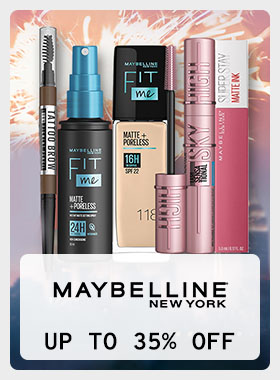 TATTOO BROW
MAYBELLINE
FIT
me
MATTE +
PORELESS
24H
MAYBELLINE
FIT
me
MATTE +
PORELESS
16H
SPF 22
118
SKY HIGH
SUPER STAY
MATTE INK
MAYBELLINE
MAYBELLINE
NEW YORK
UP TO 35% OFF